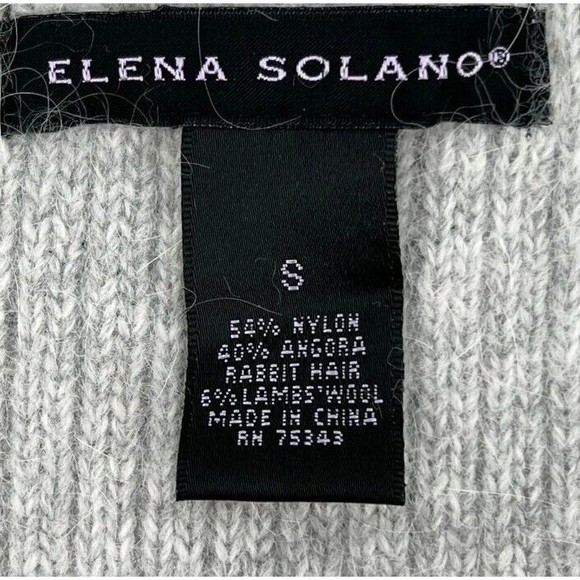 ELENA SOLANO®
S
54% NYLON
40% ANGORA
RABBIT HAIR
6% LAMBS'WOOL
MADE IN CHINA
RN 75343